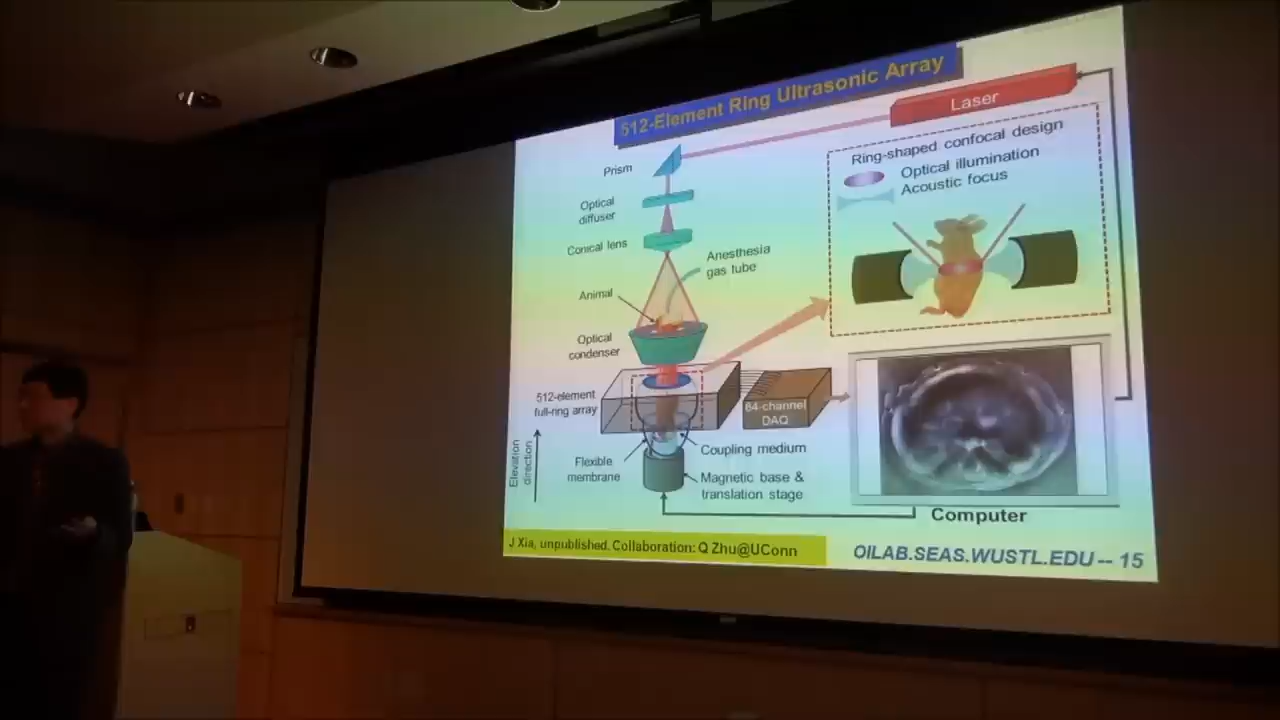 512-Element Ring Ultrasonic Array
Laser
Prism
Optical
diffuser
Conical lens
Anesthesia
gas tube
Animal
Optical
condenser
512-element
full-ring array
64-channel
DAQ
Elevation
direction
Flexible
membrane
Coupling medium
Magnetic base &
translation stage
Ring-shaped confocal design
Optical illumination
Acoustic focus
Computer
J Xia, unpublished. Collaboration: Q Zhu@UConn
OILAB.SEAS.WUSTL.EDU -- 15